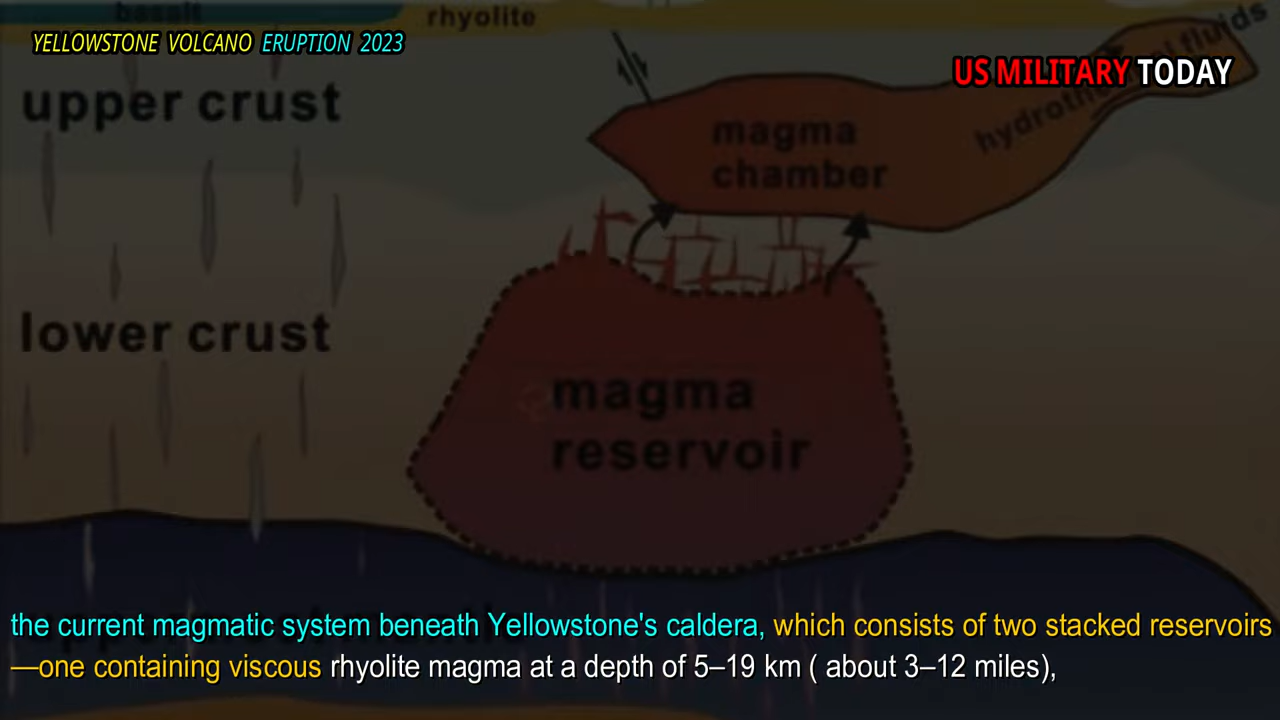 basalt
rhyolite
YELLOWSTONE VOLCANO ERUPTION 2023
US MILITARY TODAY
upper crust
magma
chamber
fluids
lower crust
magma
reservoir
the current magmatic system beneath Yellowstone's caldera, which consists of two stacked reservoirs
—one containing viscous rhyolite magma at a depth of 5–19 km ( about 3–12 miles),